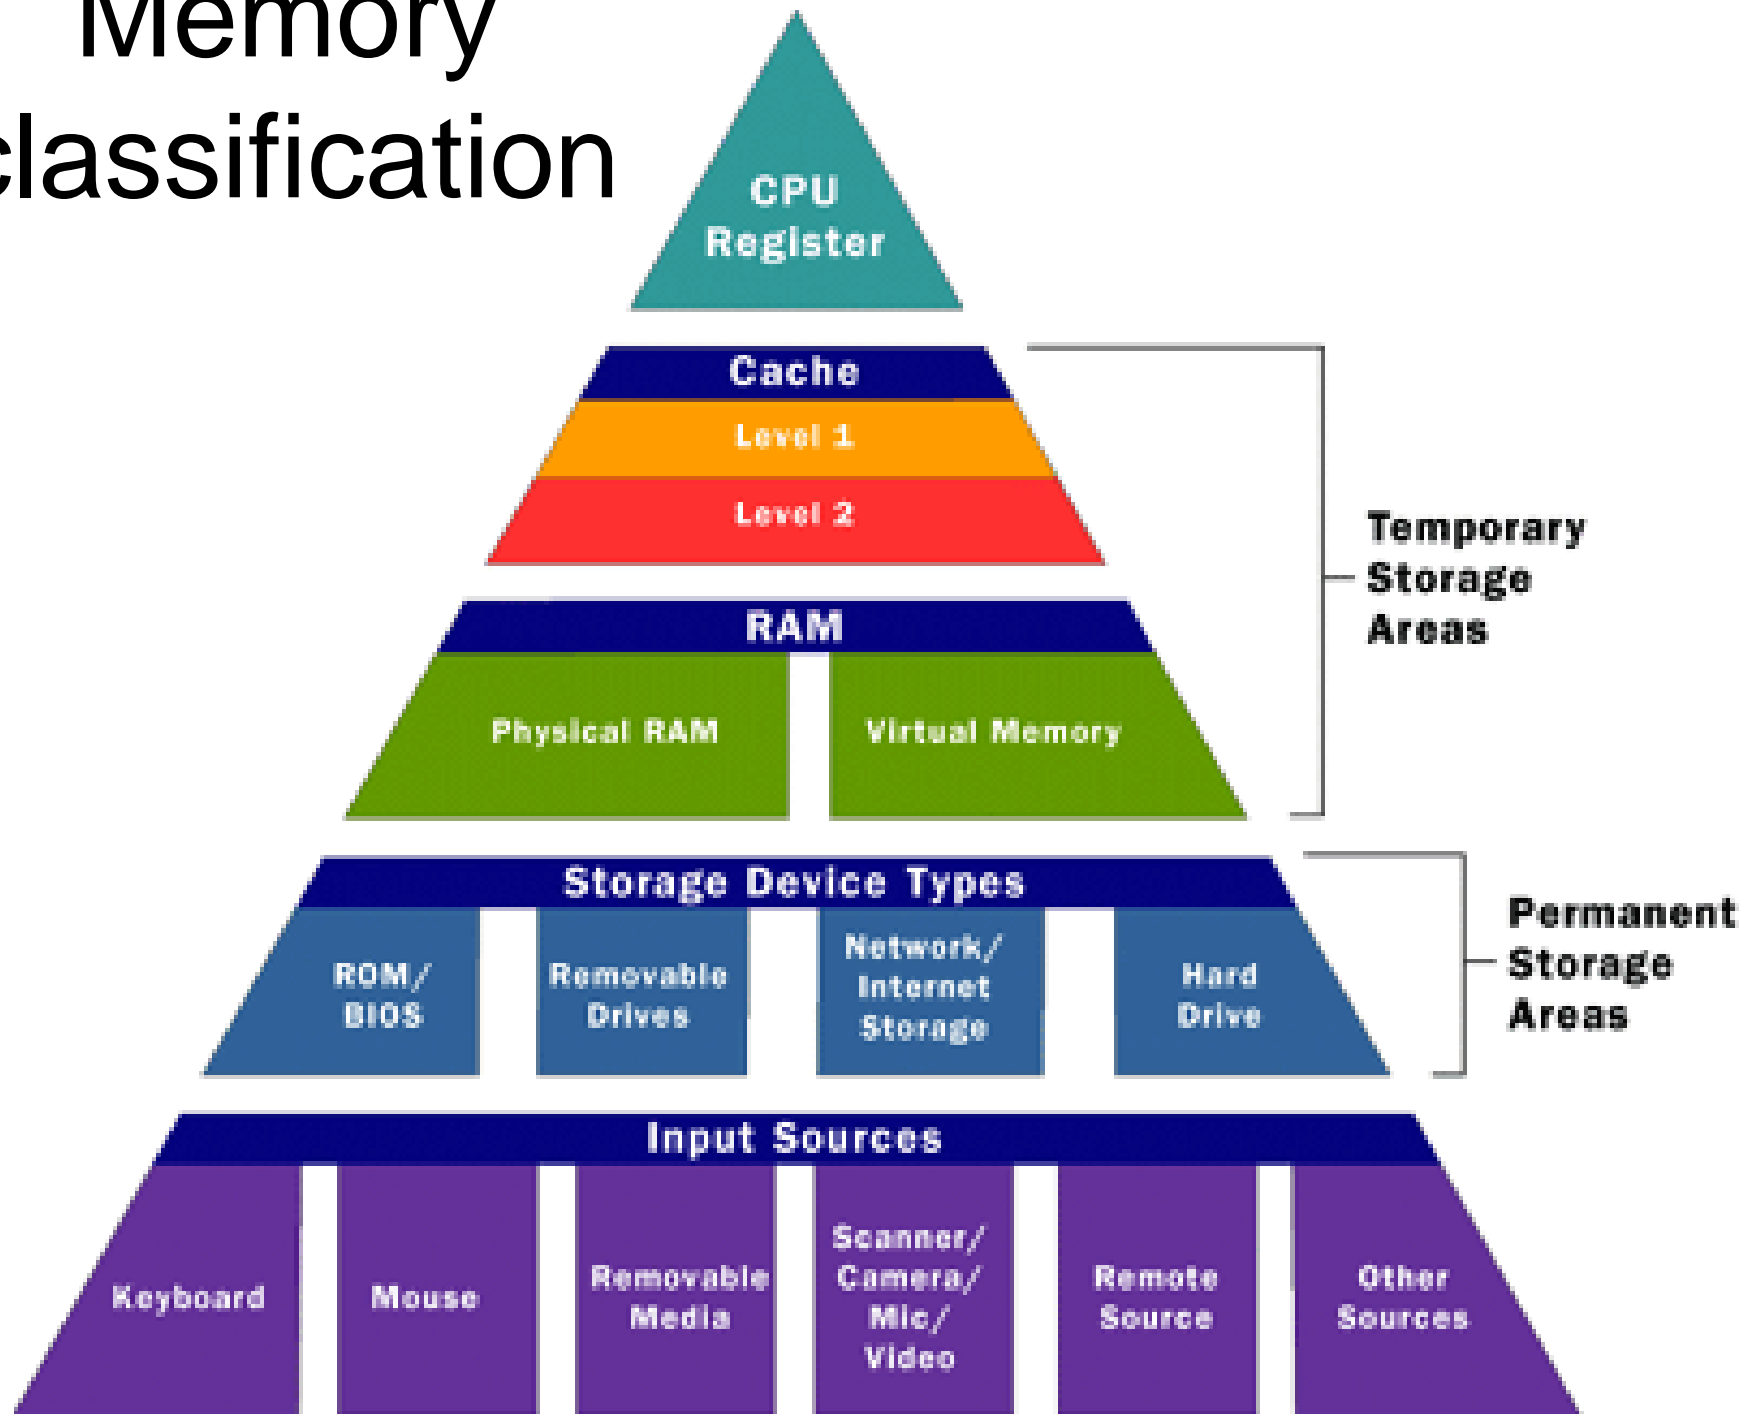 Memory
classification
CPU
Register
Cache
Level 1
Level 2
RAM
Physical RAM
Virtual Memory
Temporary
Storage
Areas
Storage Device Types
ROM/
BIOS
Removable
Drives
Network/
Internet
Storage
Hard
Drive
Permanent
Storage
Areas
Input Sources
Keyboard
Mouse
Removable
Media
Scanner/
Camera/
Mic/
Video
Remote
Source
Other
Sources